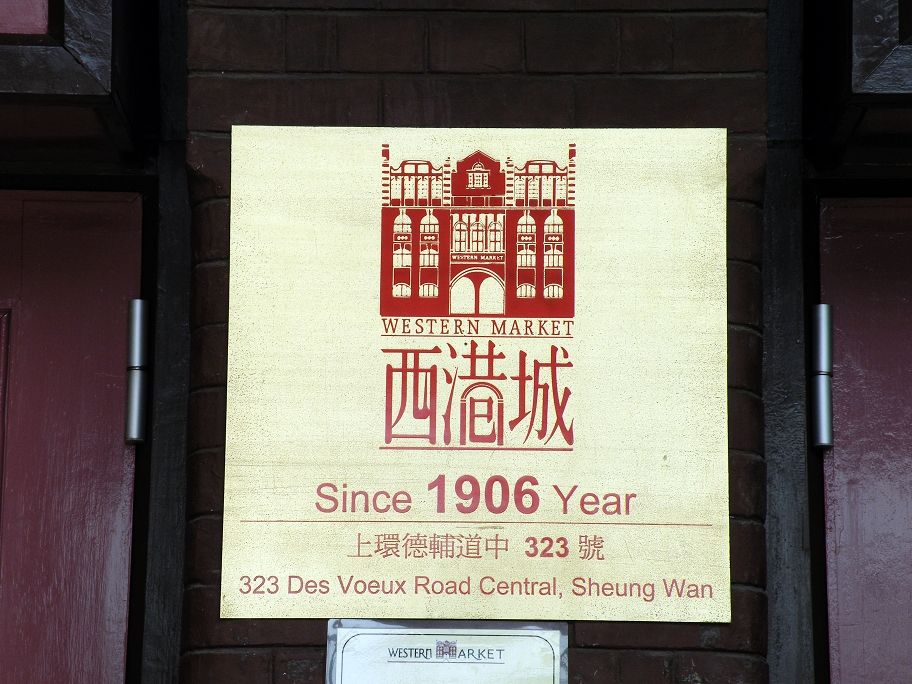 WESTERN MARKET
WESTERN MARKET
西港城
Since 1906 Year
上環德輔道中 323 號
323 Des Voeux Road Central, Sheung Wan
WESTERN MARKET